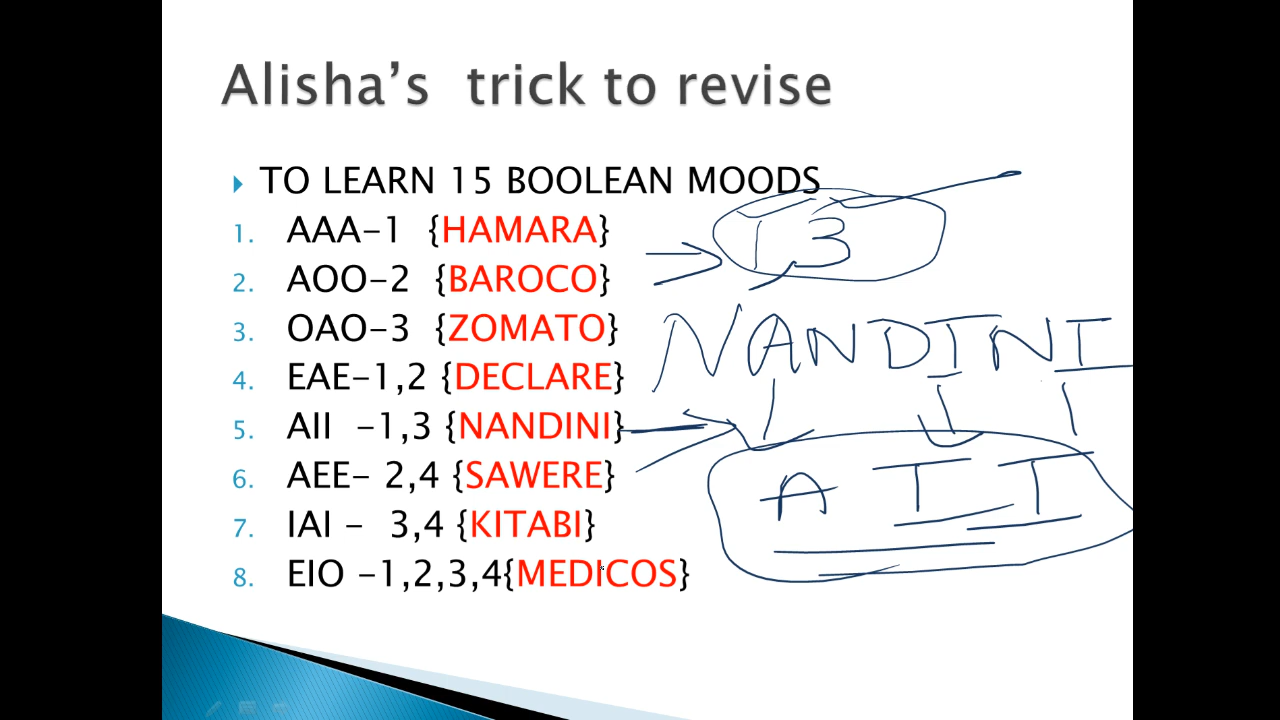 Alisha's trick to revise
TO LEARN 15 BOOLEAN MOODS
1. AAA-1 {HAMARA}
2. AOO-2 {BAROCO}
3. OAO-3 {ZOMATO}
4. EAE-1,2 {DECLARE}
5. AII -1,3 {NANDINI}
6. AEE- 2,4 {SAWERE}
7. IAI - 3,4 {KITABI}
8. EIO -1,2,3,4{MEDICOS}
1, 3
NANDINI
A I I